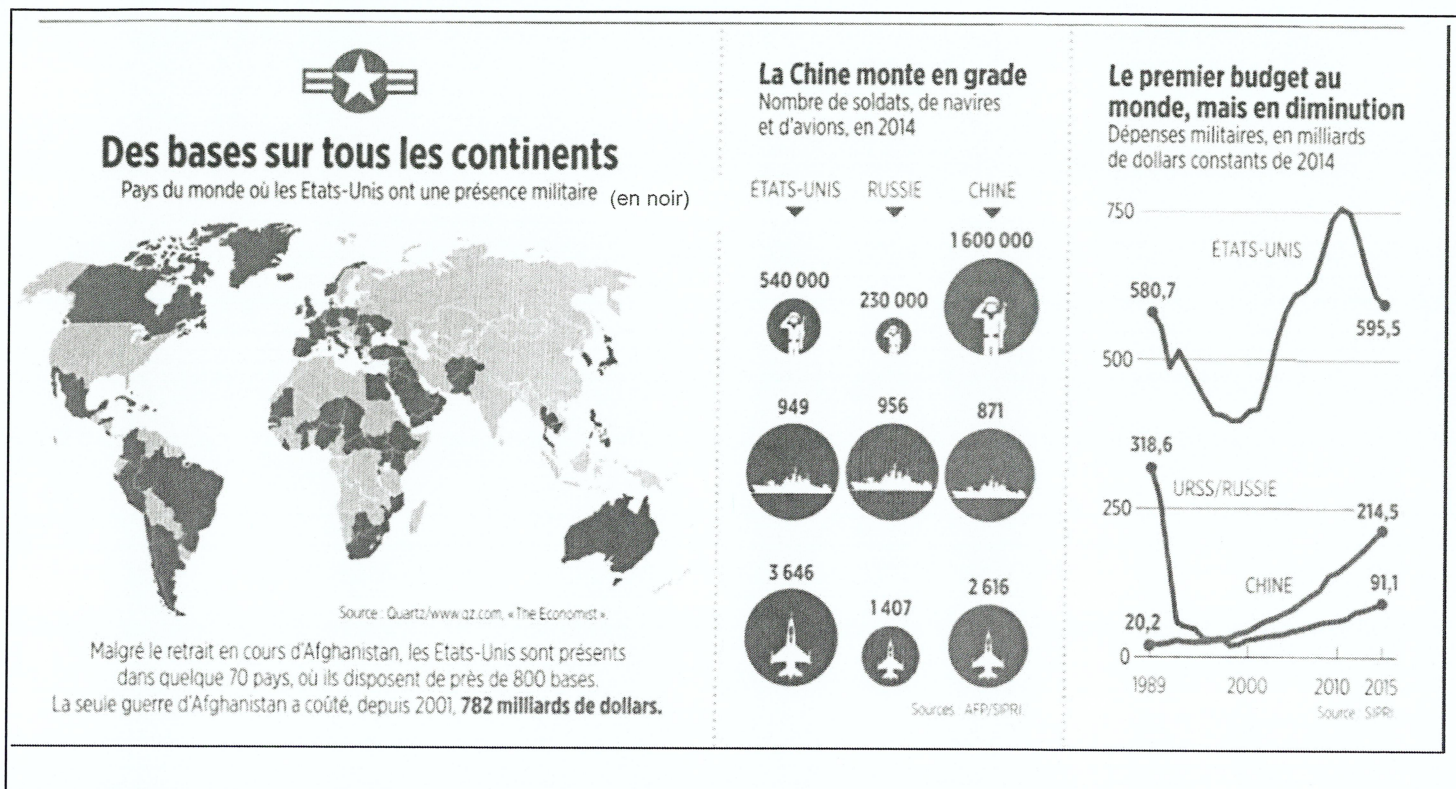 Des bases sur tous les continents
Pays du monde où les Etats-Unis ont une présence militaire (en noir)
Source : Quartz/www.qz.com, « The Economist ».
Malgré le retrait en cours d'Afghanistan, les Etats-Unis sont présents
dans quelque 70 pays, où ils disposent de près de 800 bases.
La seule guerre d'Afghanistan a coûté, depuis 2001, 782 milliards de dollars.
La Chine monte en grade
Nombre de soldats, de navires
et d'avions, en 2014
ÉTATS-UNIS RUSSIE CHINE
540 000 230 000 1 600 000
949 956 871
3 646 1 407 2 616
Sources : AFP/SIPRI.
Le premier budget au
monde, mais en diminution
Dépenses militaires, en milliards
de dollars constants de 2014
750
ÉTATS-UNIS
580,7
595,5
500
318,6
URSS/RUSSIE
250
214,5
CHINE
91,1
20,2
0
1989 2000 2010 2015
Source : SIPRI.